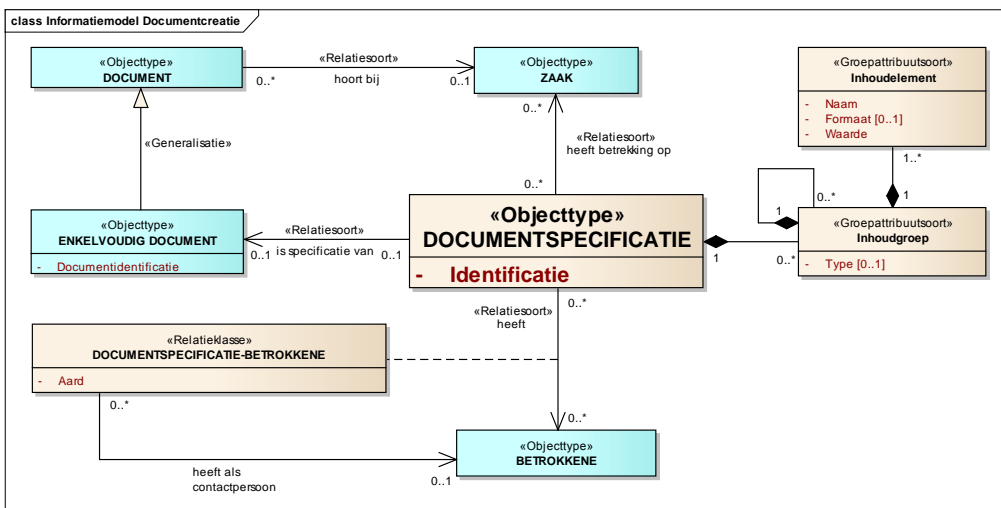 class Informatiemodel Documentcreatie
«Objecttype»
DOCUMENT
0..*
«Relatiesoort»
hoort bij
0..1
«Objecttype»
ZAAK
0..*
«Relatiesoort»
heeft betrekking op
0..*
«Groepattribuutsoort»
Inhoudelement
- Naam
- Formaat [0..1]
- Waarde
1..*
1
0..*
1
«Groepattribuutsoort»
Inhoudgroep
- Type [0..1]
«Generalisatie»
«Objecttype»
ENKELVOUDIG DOCUMENT
- Documentidentificatie
«Relatiesoort»
is specificatie van
0..1
0..1
«Objecttype»
DOCUMENTSPECIFICATIE
- Identificatie
1
0..*
«Relatiesoort»
heeft
0..*
«Relatieklasse»
DOCUMENTSPECIFICATIE-BETROKKENE
- Aard
0..*
0..*
heeft als
contactpersoon
0..1
«Objecttype»
BETROKKENE